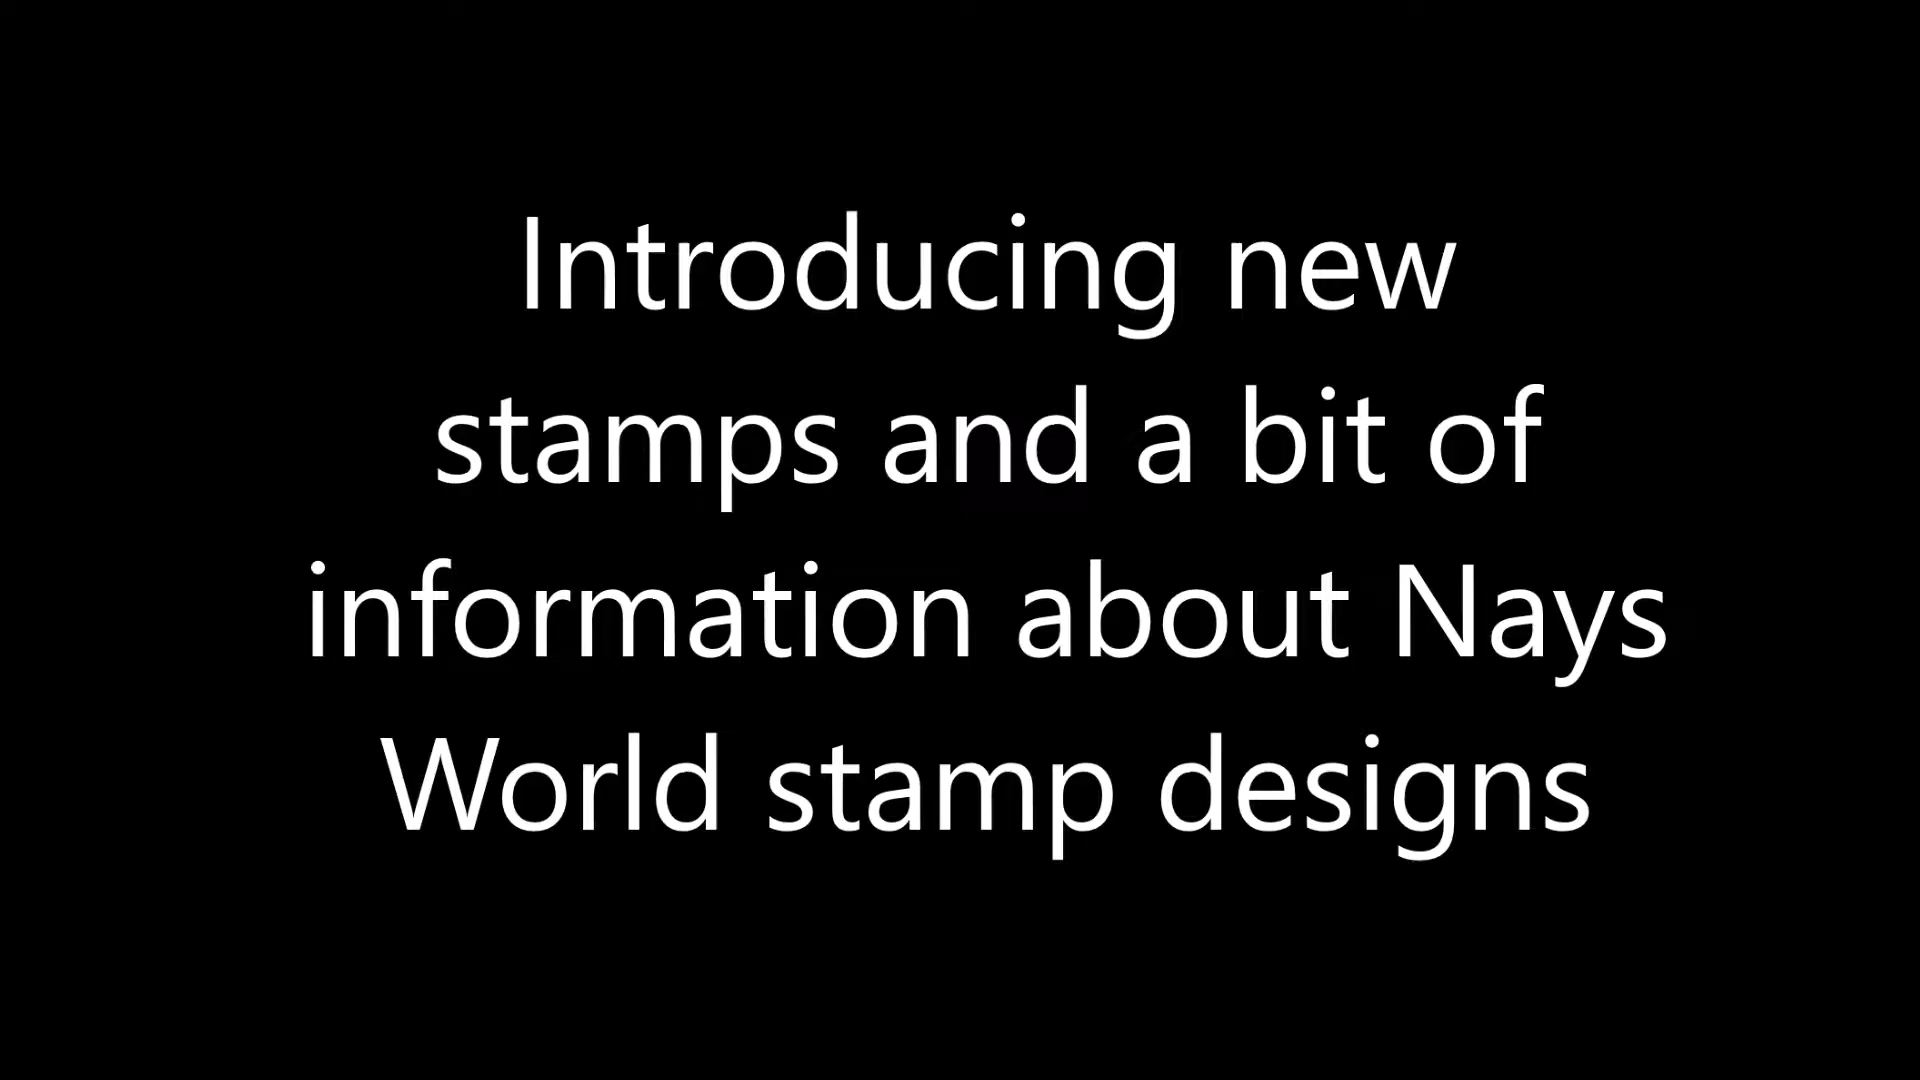 Introducing new
stamps and a bit of
information about Nays
World stamp designs